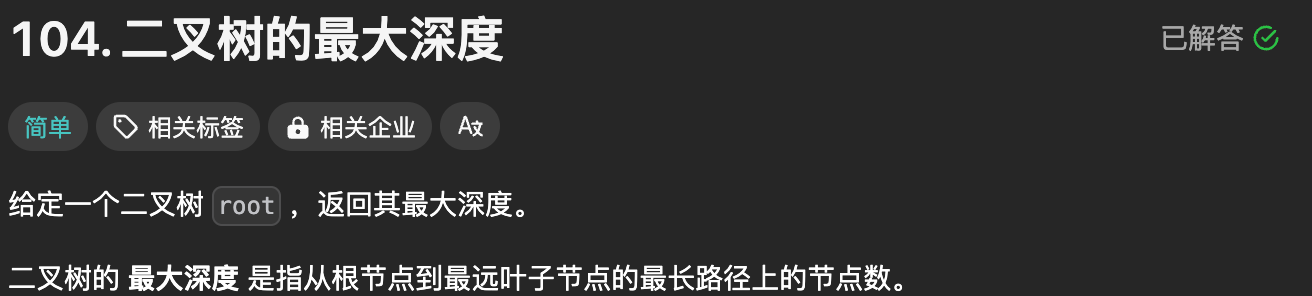 104. 二叉树的最大深度 已解答
简单 相关标签 相关企业 A文
给定一个二叉树 root ，返回其最大深度。
二叉树的 最大深度 是指从根节点到最远叶子节点的最长路径上的节点数。